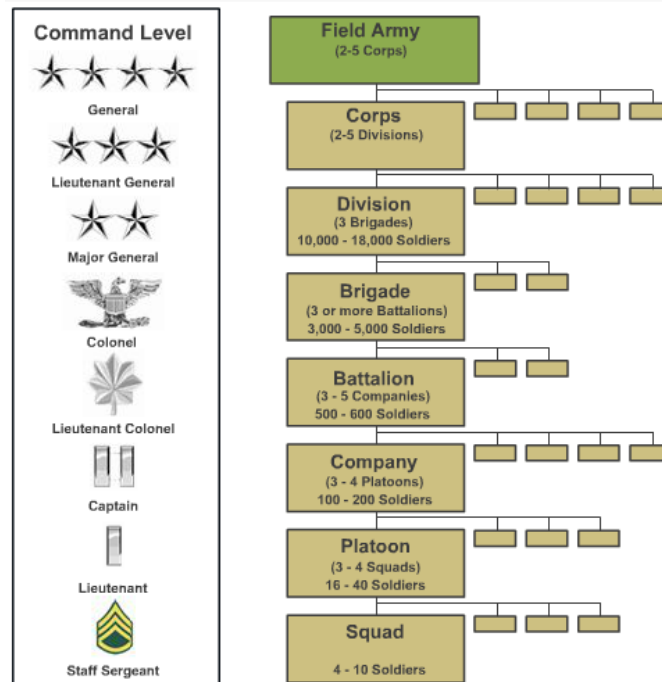 Command Level
General
Lieutenant General
Major General
Colonel
Lieutenant Colonel
Captain
Lieutenant
Staff Sergeant
Field Army
(2-5 Corps)
Corps
(2-5 Divisions)
Division
(3 Brigades)
10,000 - 18,000 Soldiers
Brigade
(3 or more Battalions)
3,000 - 5,000 Soldiers
Battalion
(3 - 5 Companies)
500 - 600 Soldiers
Company
(3 - 4 Platoons)
100 - 200 Soldiers
Platoon
(3 - 4 Squads)
16 - 40 Soldiers
Squad
4 - 10 Soldiers